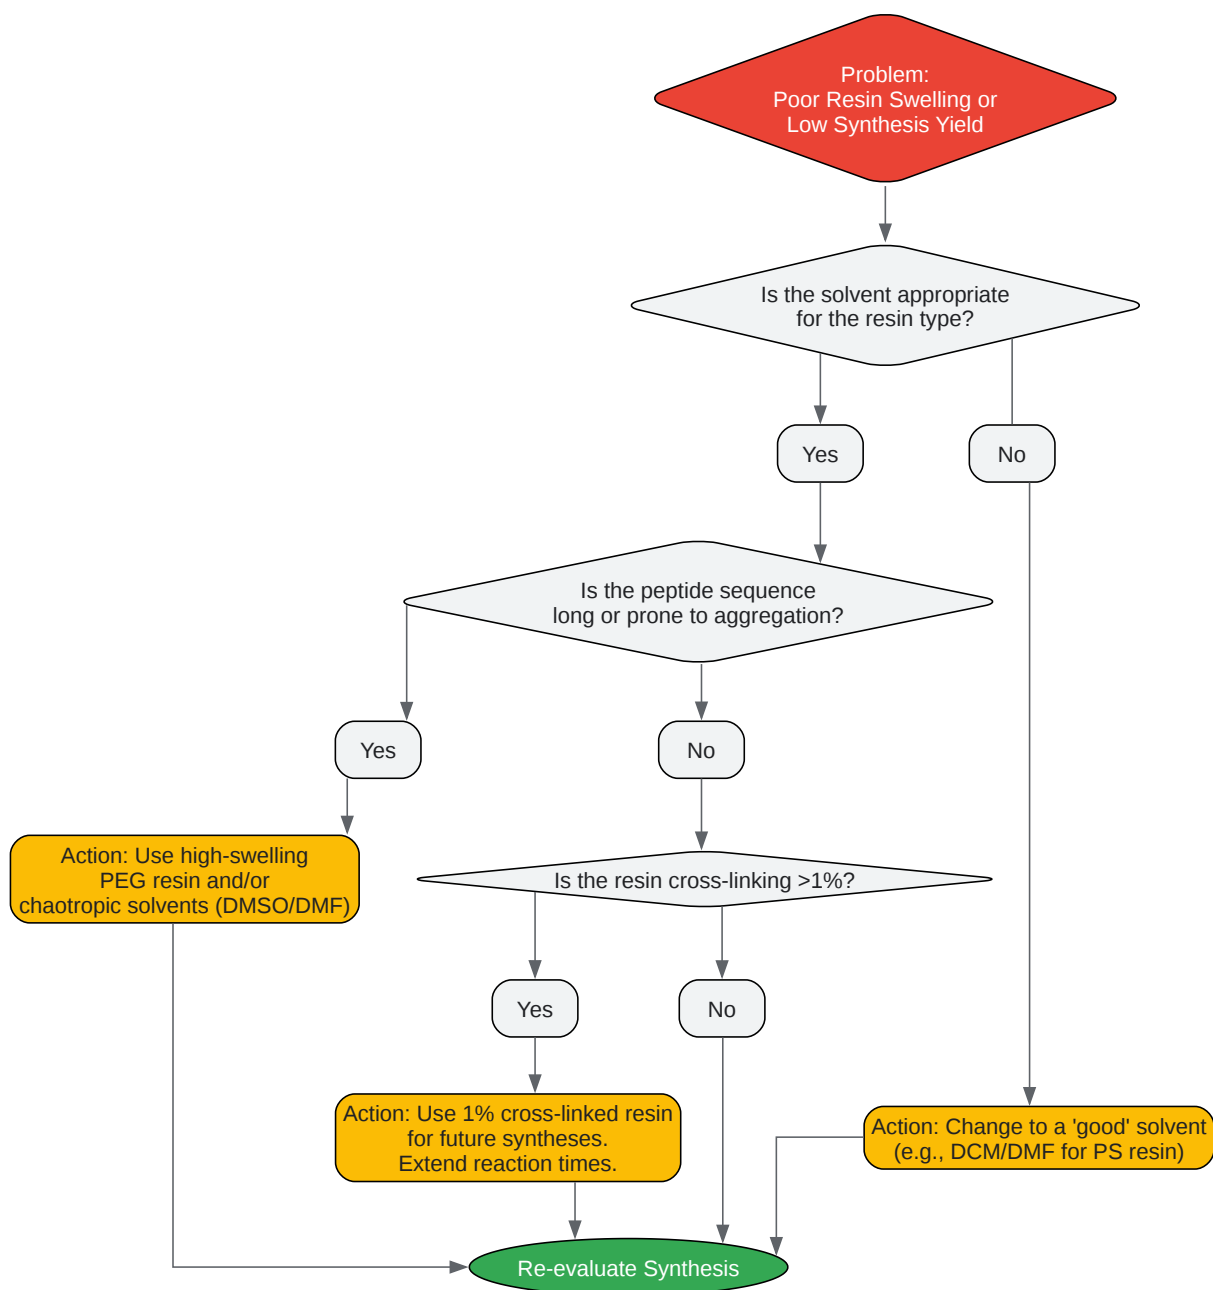 Problem:
Poor Resin Swelling or
Low Synthesis Yield
Is the solvent appropriate
for the resin type?
Yes
No
Is the peptide sequence
long or prone to aggregation?
Yes
No
Action: Use high-swelling
PEG resin and/or
chaotropic solvents (DMSO/DMF)
Is the resin cross-linking >1%?
Yes
No
Action: Use 1% cross-linked resin
for future syntheses.
Extend reaction times.
Action: Change to a 'good' solvent
(e.g., DCM/DMF for PS resin)
Re-evaluate Synthesis